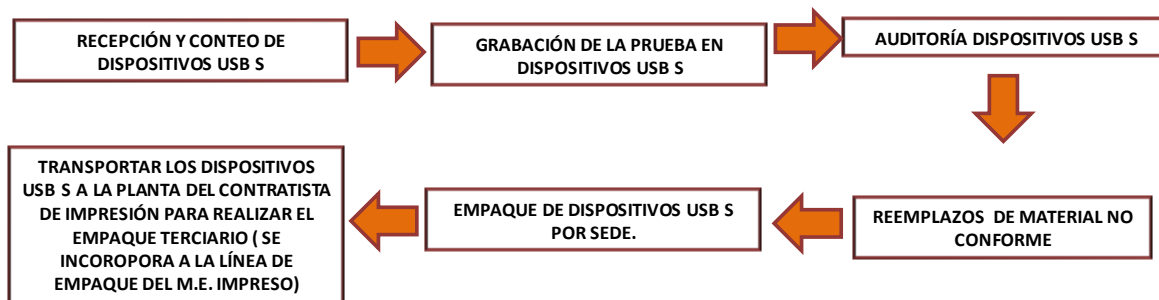 RECEPCIÓN Y CONTEO DE
DISPOSITIVOS USB S
GRABACIÓN DE LA PRUEBA EN
DISPOSITIVOS USB S
AUDITORÍA DISPOSITIVOS USB S
REEMPLAZOS DE MATERIAL NO
CONFORME
EMPAQUE DE DISPOSITIVOS USB S
POR SEDE.
TRANSPORTAR LOS DISPOSITIVOS
USB S A LA PLANTA DEL CONTRATISTA
DE IMPRESIÓN PARA REALIZAR EL
EMPAQUE TERCIARIO ( SE
INCOROPORA A LA LÍNEA DE
EMPAQUE DEL M.E. IMPRESO)